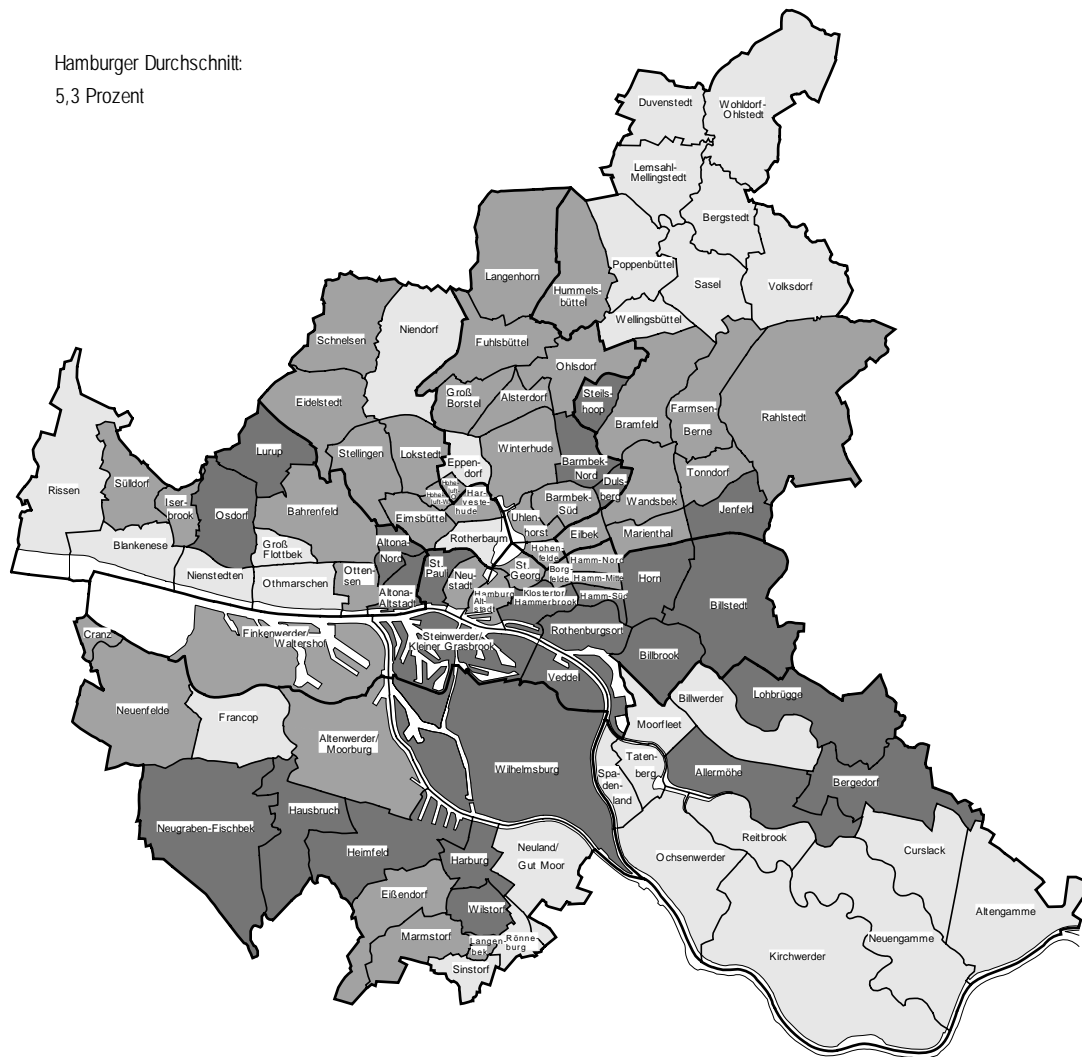 Hamburger Durchschnitt:
5,3 Prozent
Duvenstedt
Wohldorf-
Ohlstedt
Lemsahl-
Mellingstedt
Bergstedt
Poppenbüttel
Sasel
Volksdorf
Langenhorn
Hummels-
büttel
Wellingsbüttel
Niendorf
Schnelsen
Fuhlsbüttel
Ohlsdorf
Groß
Borstel
Alsterdorf
Steils-
hoop
Bramfeld
Farmsen-
Berne
Rahlstedt
Eidelstedt
Lurup
Stellingen
Lokstedt
Eppen-
dorf
Winterhude
Barmbek-
Nord
Duls-
berg
Tonndorf
Rissen
Sülldorf
Iser-
brook
Osdorf
Bahrenfeld
Eimsbüttel
Har-
veste-
hude
Uhlen-
horst
Barmbek-
Süd
Wandsbek
Jenfeld
Blankenese
Groß
Flottbek
Altona-
Nord
Rotherbaum
Hohen-
felde
Eilbek
Marienthal
Nienstedten
Othmarschen
Otten-
sen
Altona-
Altstadt
St.
Pauli
Neu-
stadt
St.
Georg
Borg-
felde
Hamm-Nord
Hamm-Mitte
Hamm-Süd
Horn
Billstedt
Hamburg
Alt-
stadt
Klostertor
Hammerbrook
Cranz
Finkenwerder/
Waltershof
Steinwerder/
Kleiner Grasbrook
Rothenburgsort
Billbrook
Veddel
Neuenfelde
Francop
Altenwerder/
Moorburg
Wilhelmsburg
Moorfleet
Billwerder
Lohbrügge
Spa-
den-
land
Taten-
berg
Allermöhe
Bergedorf
Neugraben-Fischbek
Hausbruch
Heimfeld
Harburg
Neuland/
Gut Moor
Ochsenwerder
Reitbrook
Curslack
Eißendorf
Wilstorf
Altengamme
Marmstorf
Langen-
bek
Rönne-
burg
Sinstorf
Neuengamme
Kirchwerder